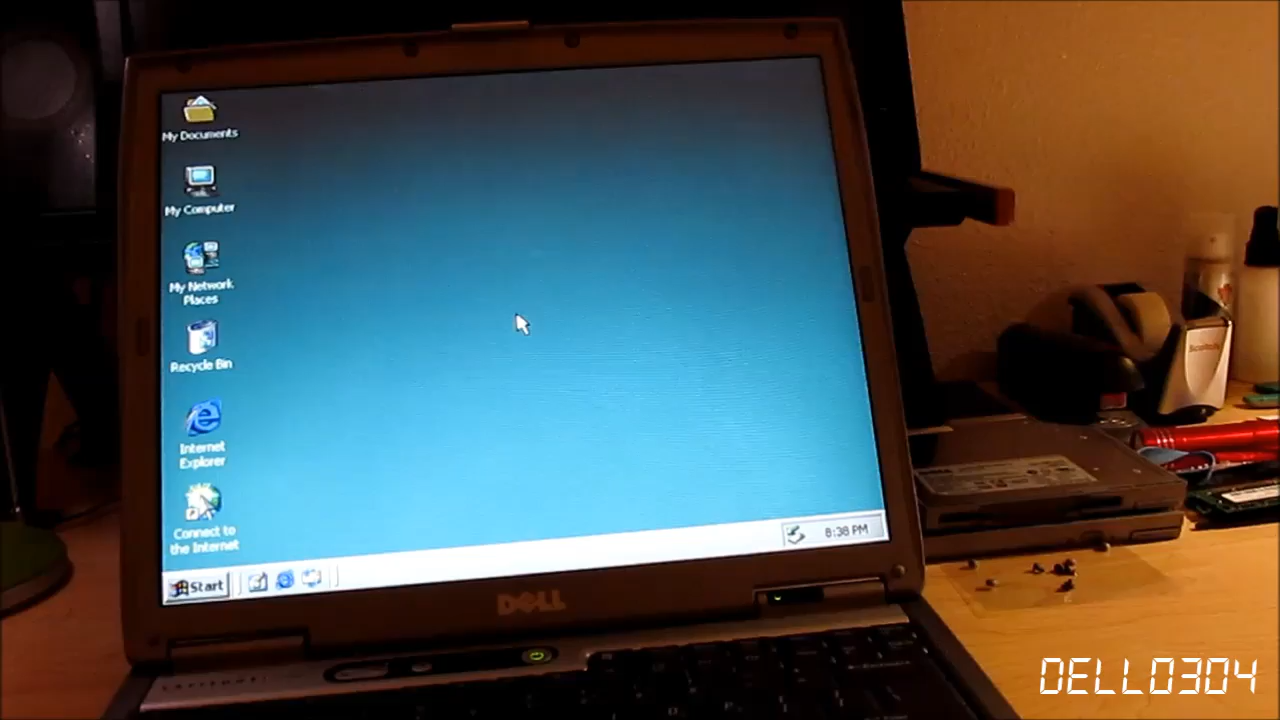 My Documents
My Computer
My Network
Places
Recycle Bin
Internet
Explorer
Connect to
the Internet
Start
8:38 PM
DELL
DELL0304